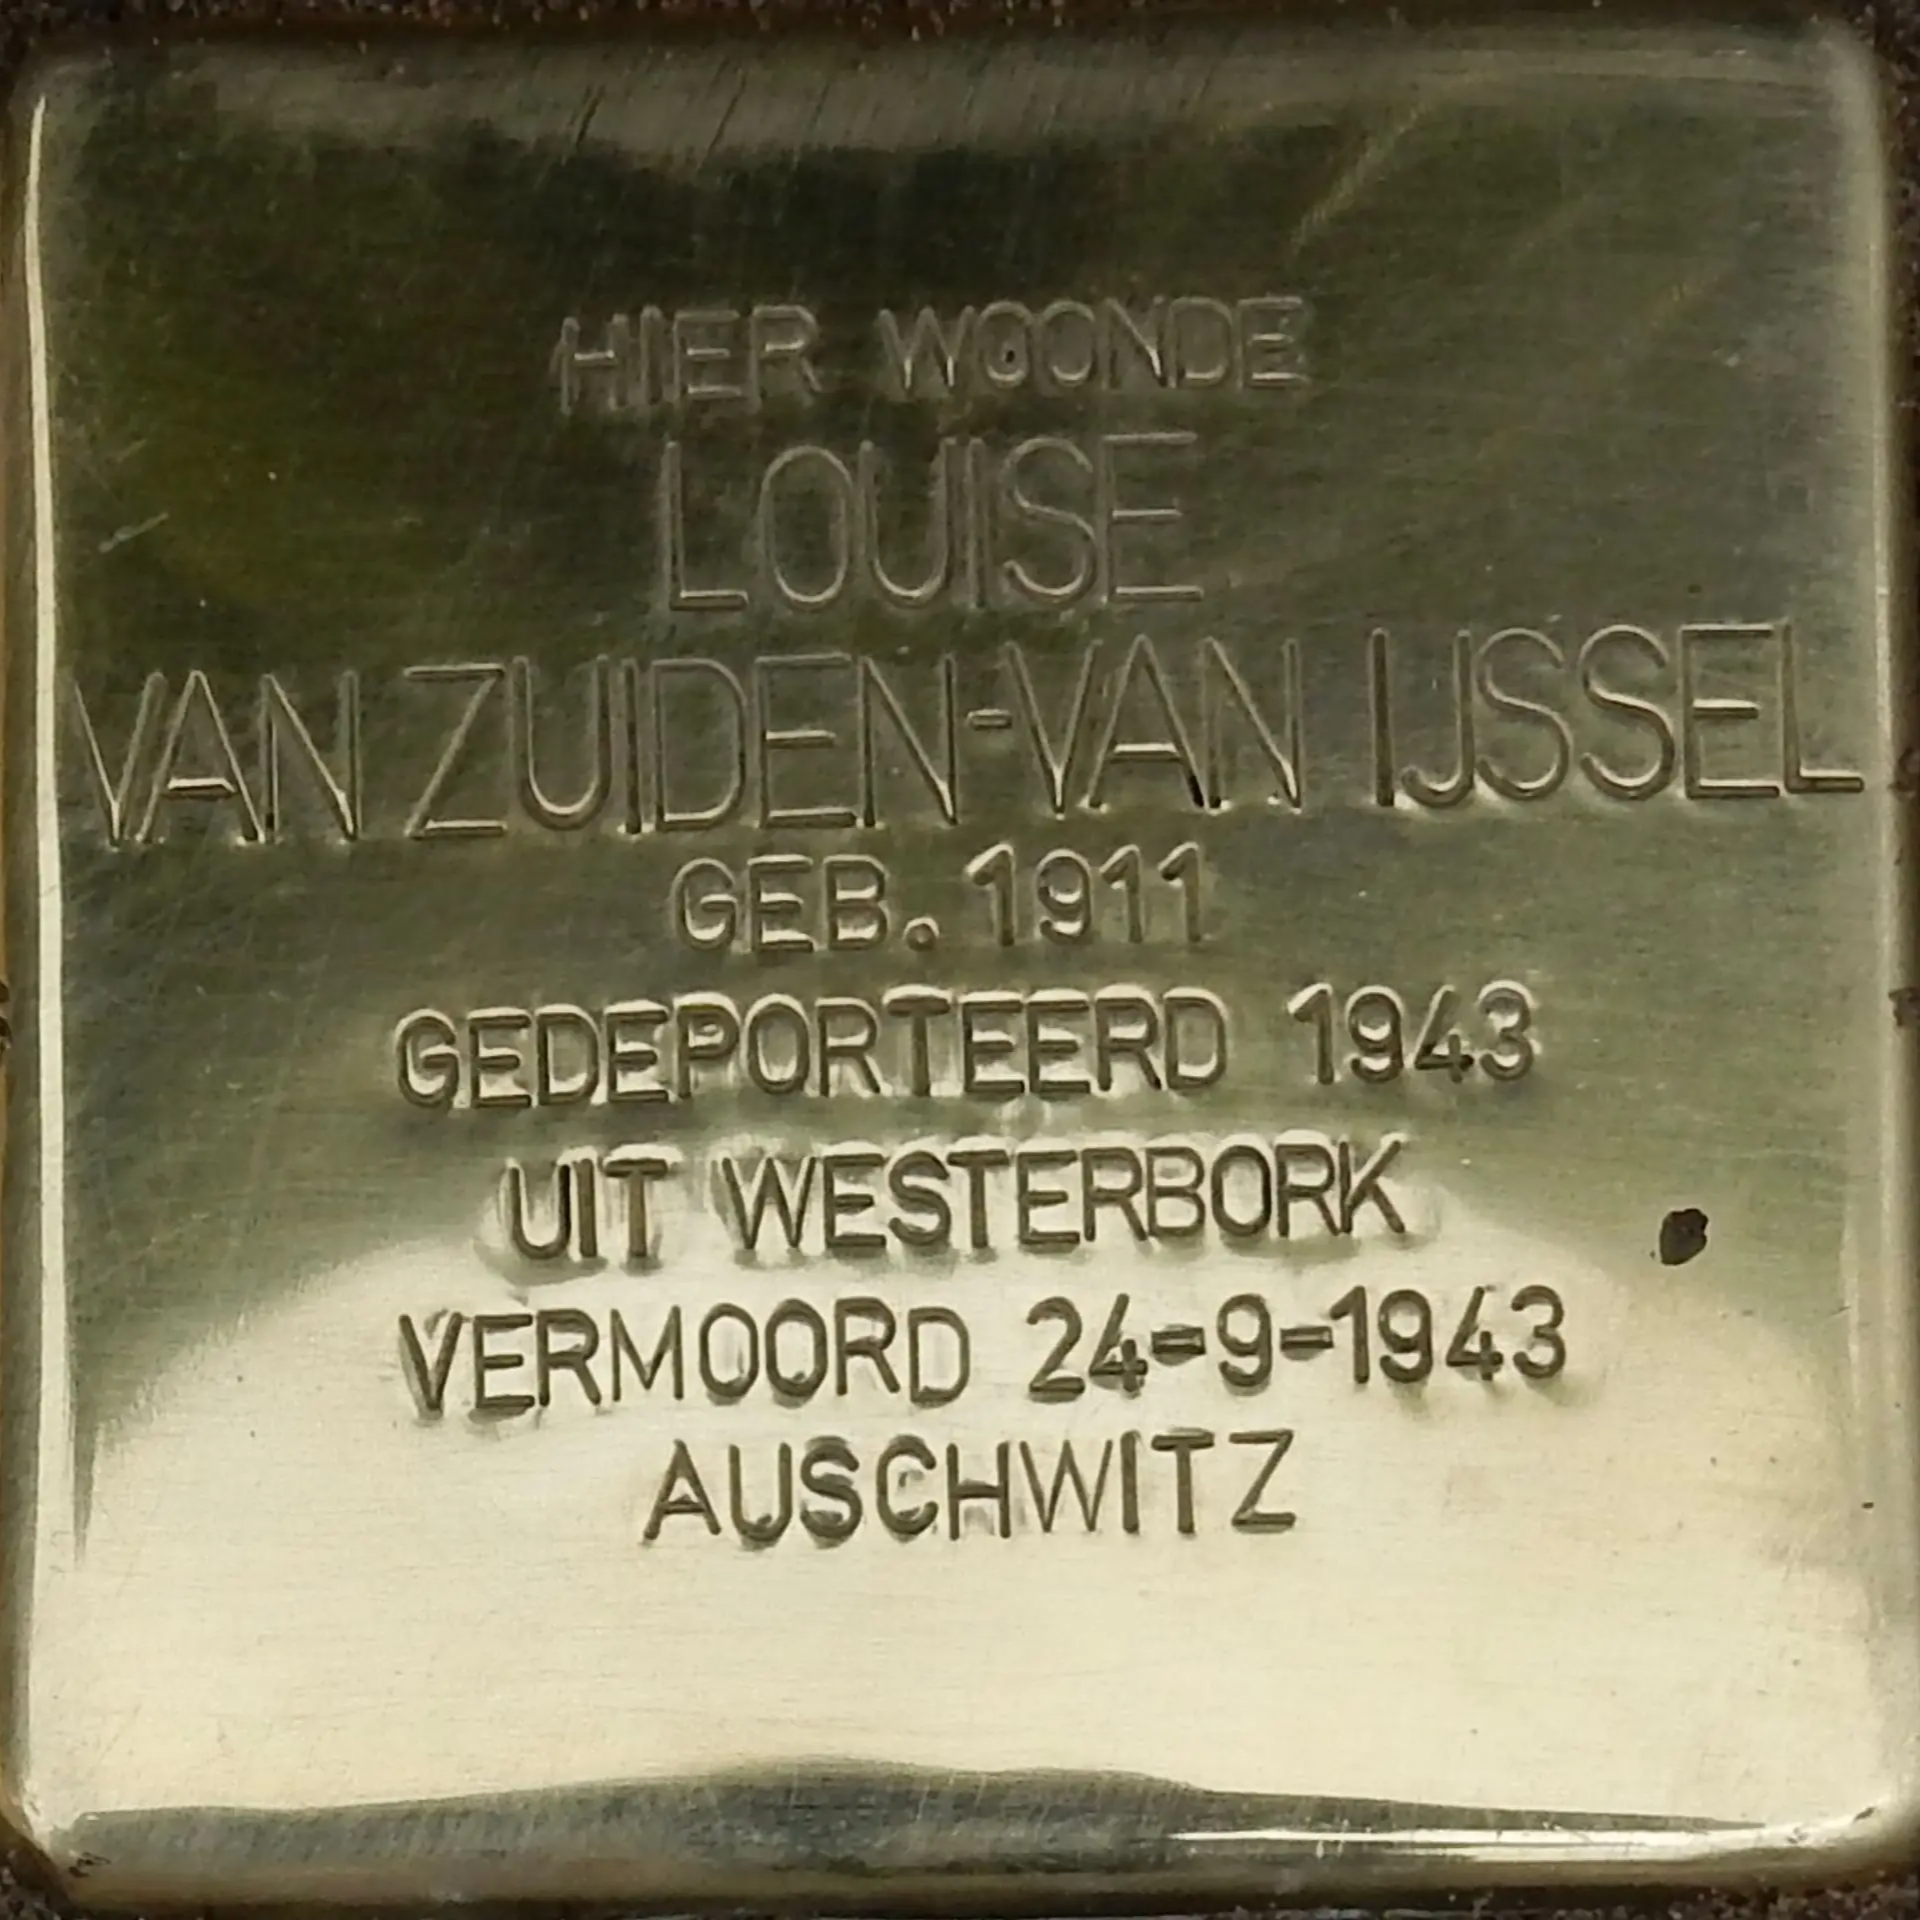 HIER WOONDE
LOUISE
VAN ZUIDEN-VAN IJSSEL
GEB. 1911
GEDEPORTEERD 1943
UIT WESTERBORK
VERMOORD 24-9-1943
AUSCHWITZ